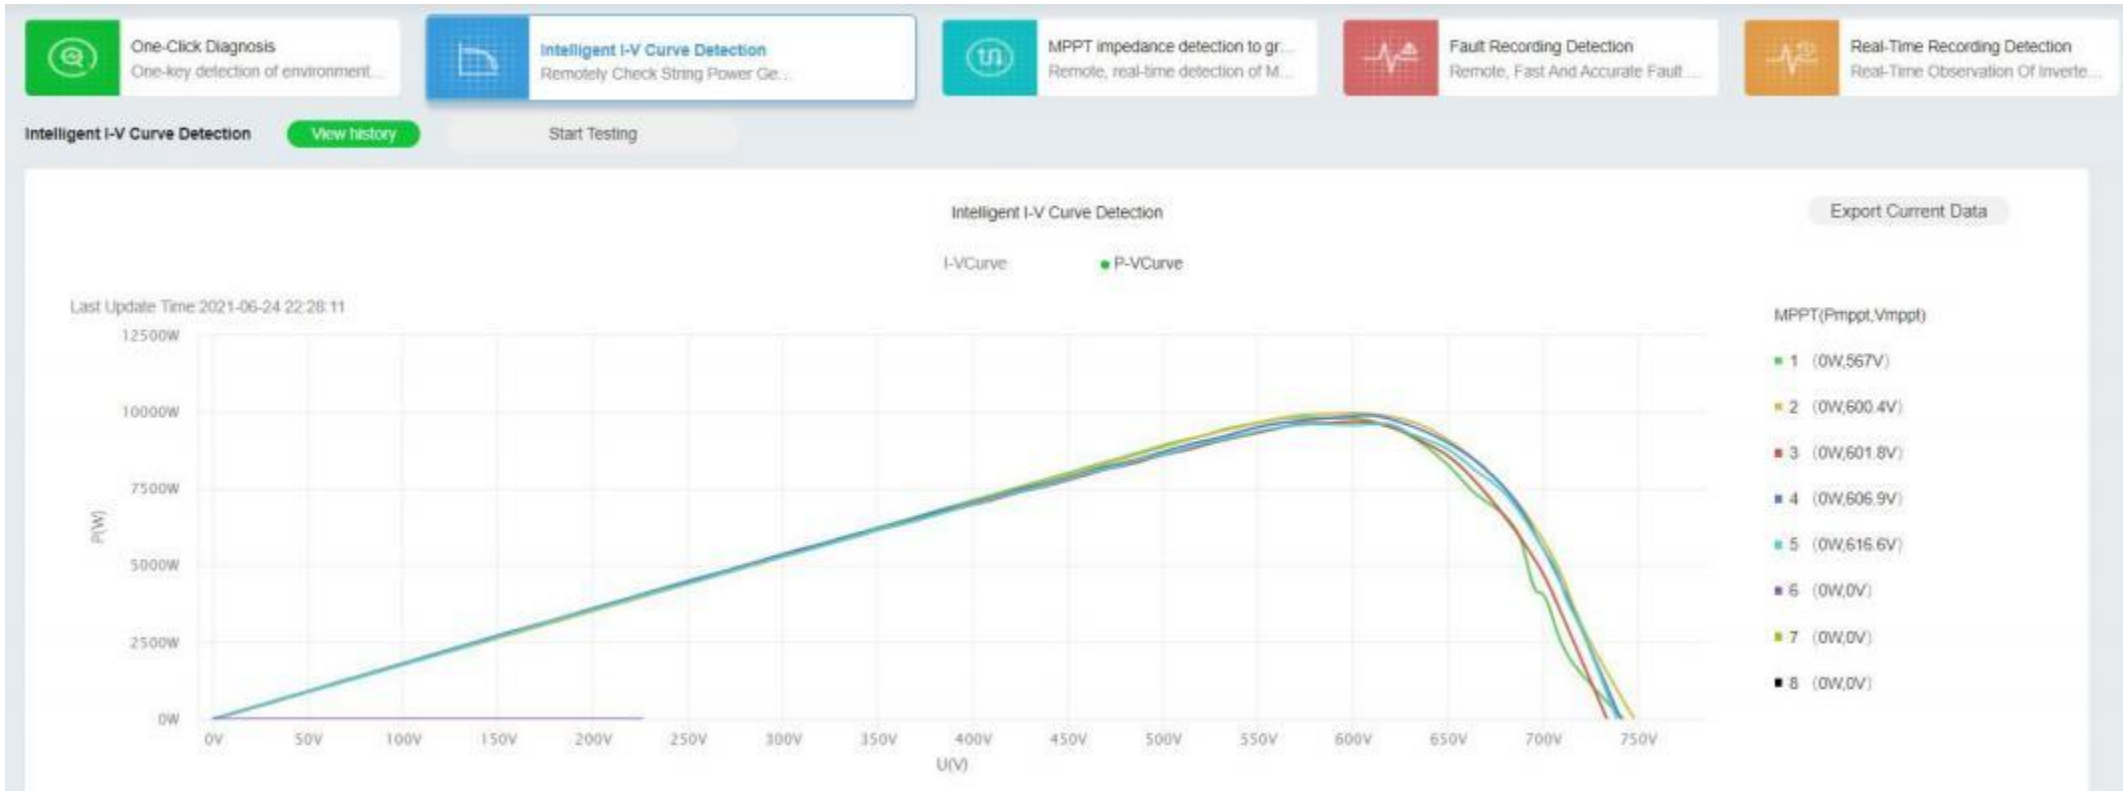 One-Click Diagnosis
One-key detection of environment...
Intelligent I-V Curve Detection
Remotely Check String Power Ge...
MPPT impedance detection to gr...
Remote, real-time detection of M...
Fault Recording Detection
Remote, Fast And Accurate Fault ...
Real-Time Recording Detection
Real-Time Observation Of Inverte...
Intelligent I-V Curve Detection
View history
Start Testing
Intelligent I-V Curve Detection
Export Current Data
I-VCurve
P-VCurve
Last Update Time:2021-06-24 22:28:11
MPPT(Pmppt,Vmppt)
12500W
10000W
7500W
5000W
2500W
0W
P(W)
0V 50V 100V 150V 200V 250V 300V 350V 400V 450V 500V 550V 600V 650V 700V 750V
U(V)
1 (0W,567V)
2 (0W,600.4V)
3 (0W,601.8V)
4 (0W,606.9V)
5 (0W,616.6V)
6 (0W,0V)
7 (0W,0V)
8 (0W,0V)